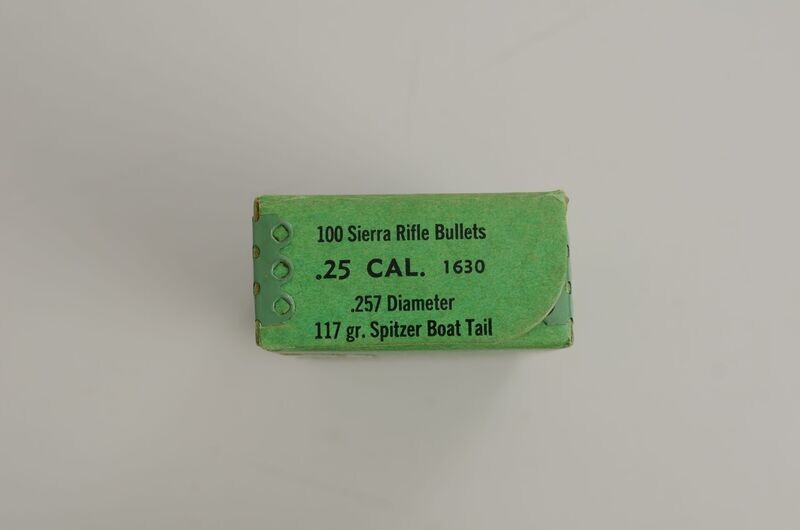 100 Sierra Rifle Bullets
.25 CAL. 1630
.257 Diameter
117 gr. Spitzer Boat Tail